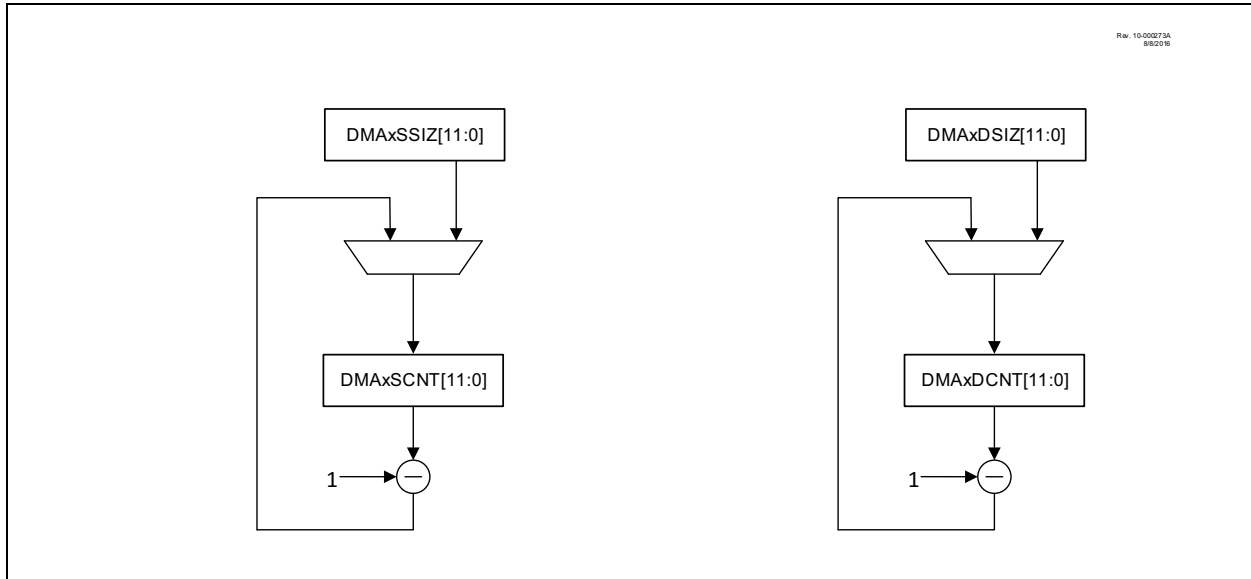 Rev. 10-000273A
8/8/2016
DMAxSSIZ[11:0]
DMAxDSIZ[11:0]
DMAxSCNT[11:0]
DMAxDCNT[11:0]
1
1